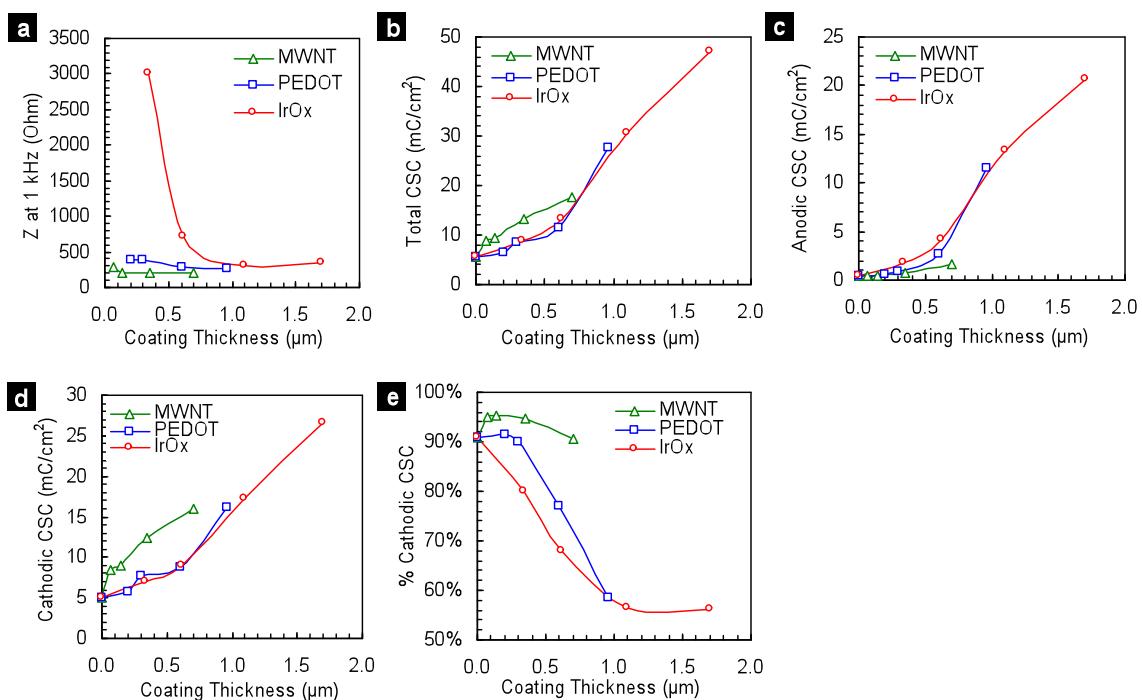 a
3500
3000
2500
2000
1500
1000
500
0
Z at 1 kHz (Ohm)
MWNT
PEDOT
IrOx
0.0 0.5 1.0 1.5 2.0
Coating Thickness (µm)
b
50
40
30
20
10
0
Total CSC (mC/cm²)
MWNT
PEDOT
IrOx
0.0 0.5 1.0 1.5 2.0
Coating Thickness (µm)
c
25
20
15
10
5
0
Anodic CSC (mC/cm²)
MWNT
PEDOT
IrOx
0.0 0.5 1.0 1.5 2.0
Coating Thickness (µm)
d
30
25
20
15
10
5
0
Cathodic CSC (mC/cm²)
MWNT
PEDOT
IrOx
0.0 0.5 1.0 1.5 2.0
Coating Thickness (µm)
e
100%
90%
80%
70%
60%
50%
% Cathodic CSC
MWNT
PEDOT
IrOx
0.0 0.5 1.0 1.5 2.0
Coating Thickness (µm)